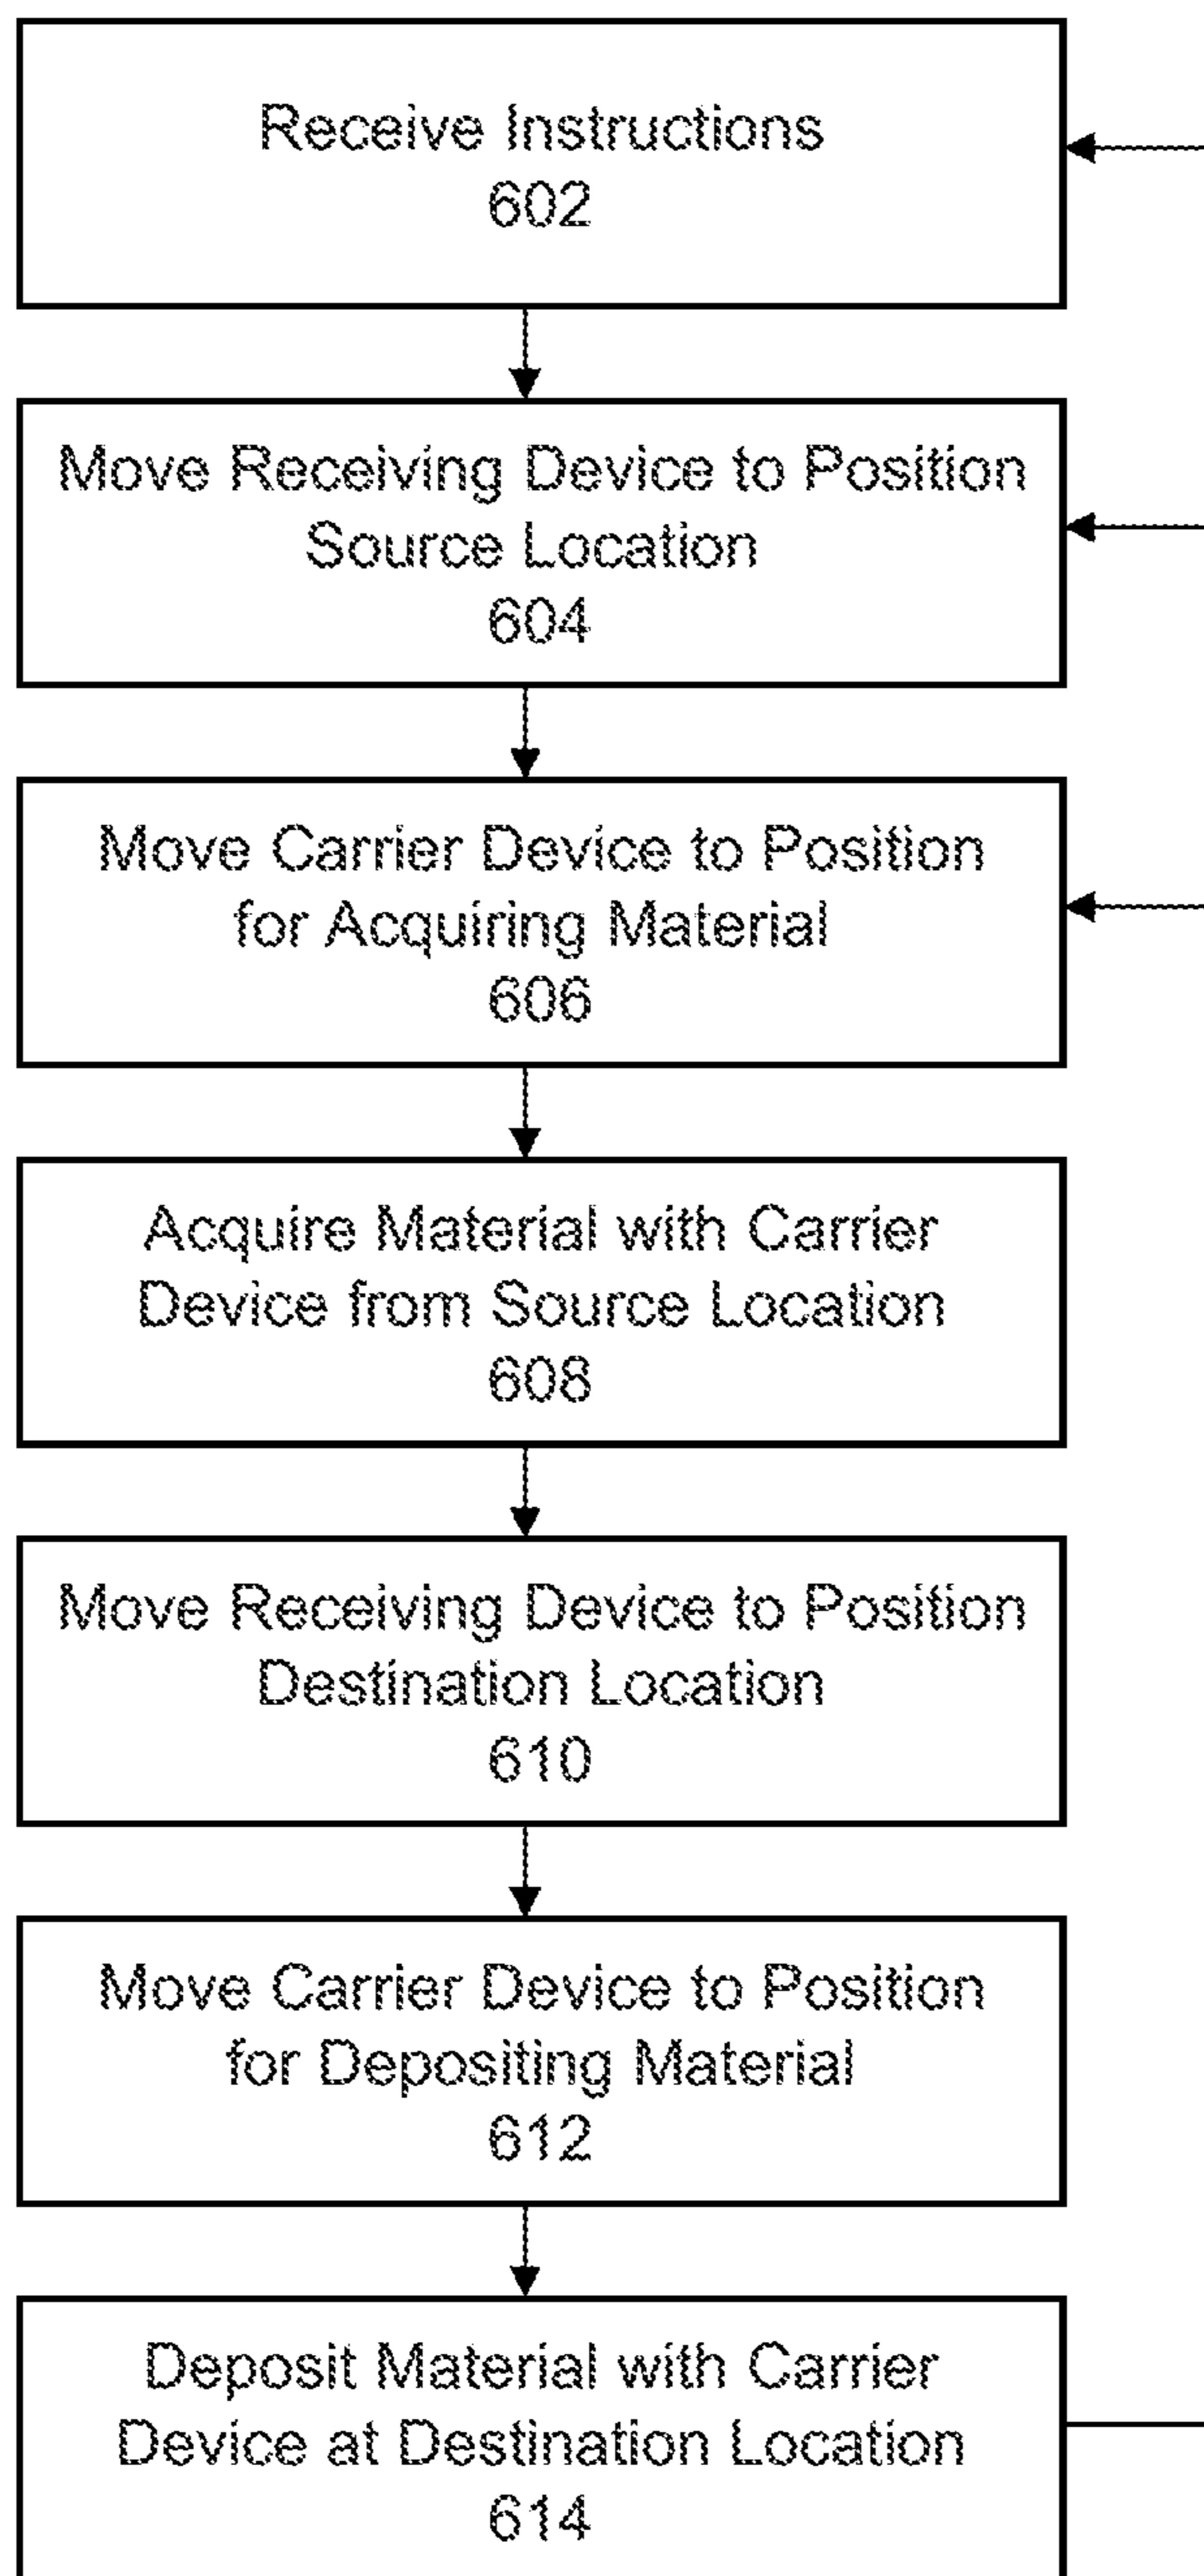 Receive Instructions
602
Move Receiving Device to Position
Source Location
604
Move Carrier Device to Position
for Acquiring Material
606
Acquire Material with Carrier
Device from Source Location
608
Move Receiving Device to Position
Destination Location
610
Move Carrier Device to Position
for Depositing Material
612
Deposit Material with Carrier
Device at Destination Location
614